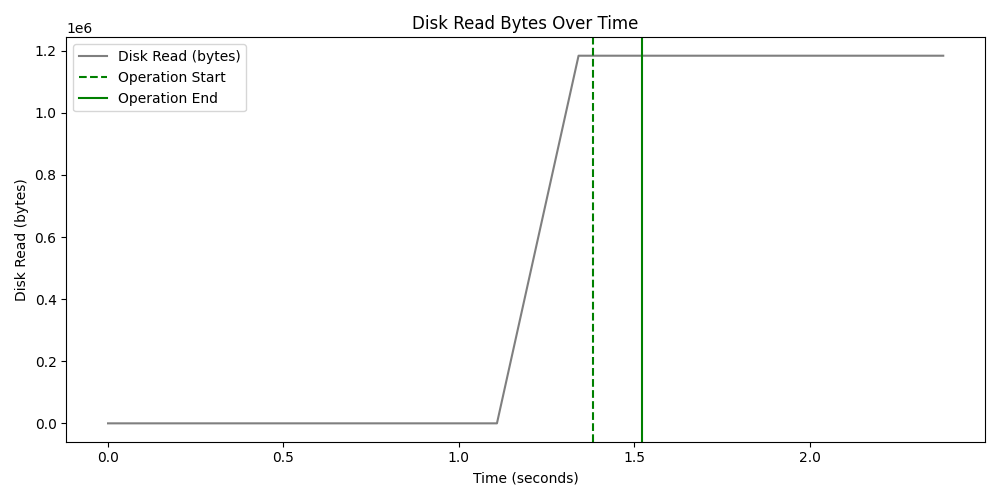 Disk Read Bytes Over Time
1e6
Disk Read (bytes)
Operation Start
Operation End
1.2
1.0
0.8
0.6
0.4
0.2
0.0
Disk Read (bytes)
0.0 0.5 1.0 1.5 2.0
Time (seconds)